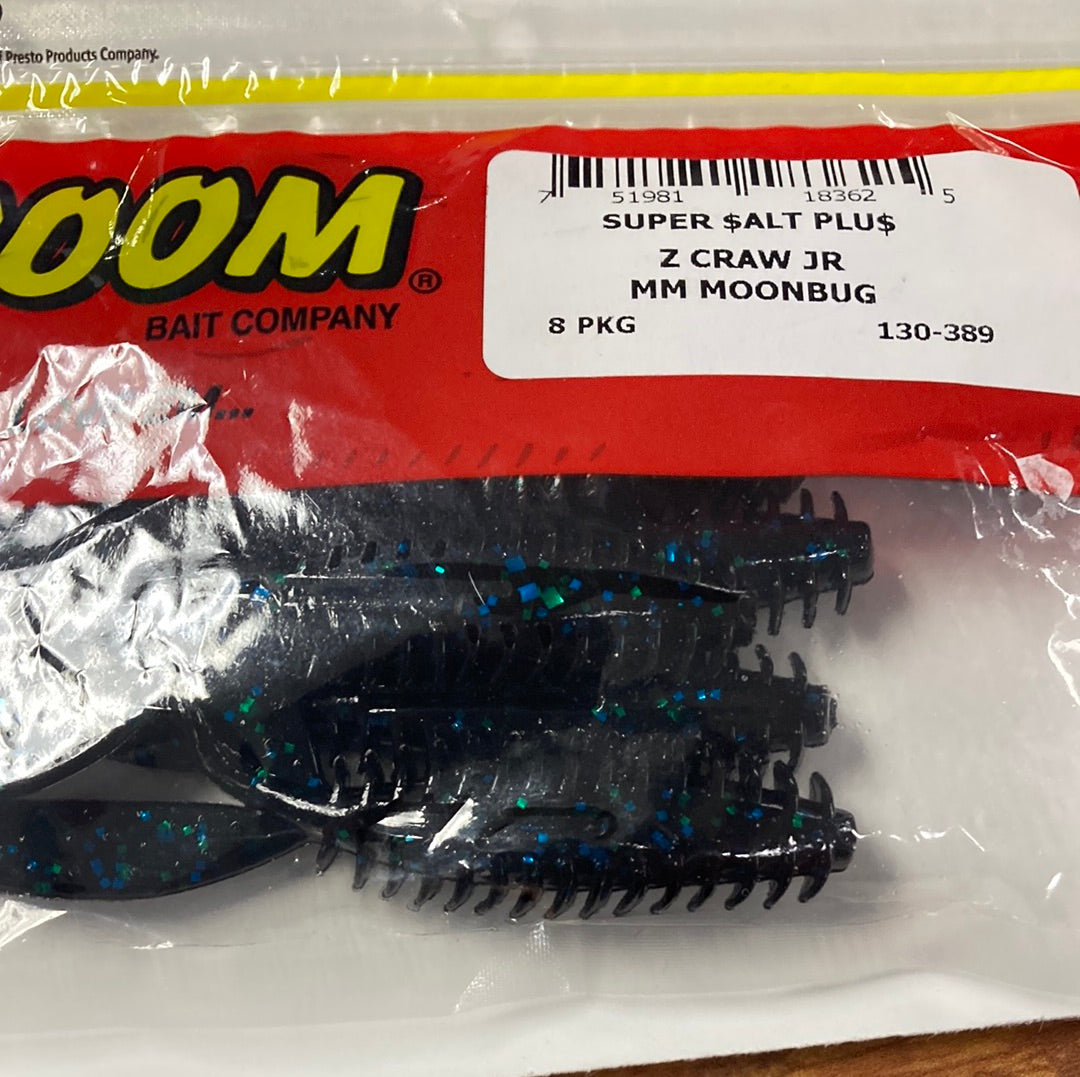 Presto Products Company.
OOM®
BAIT COMPANY
7 51981 18362 5
SUPER $ALT PLU$
Z CRAW JR
MM MOONBUG
8 PKG 130-389